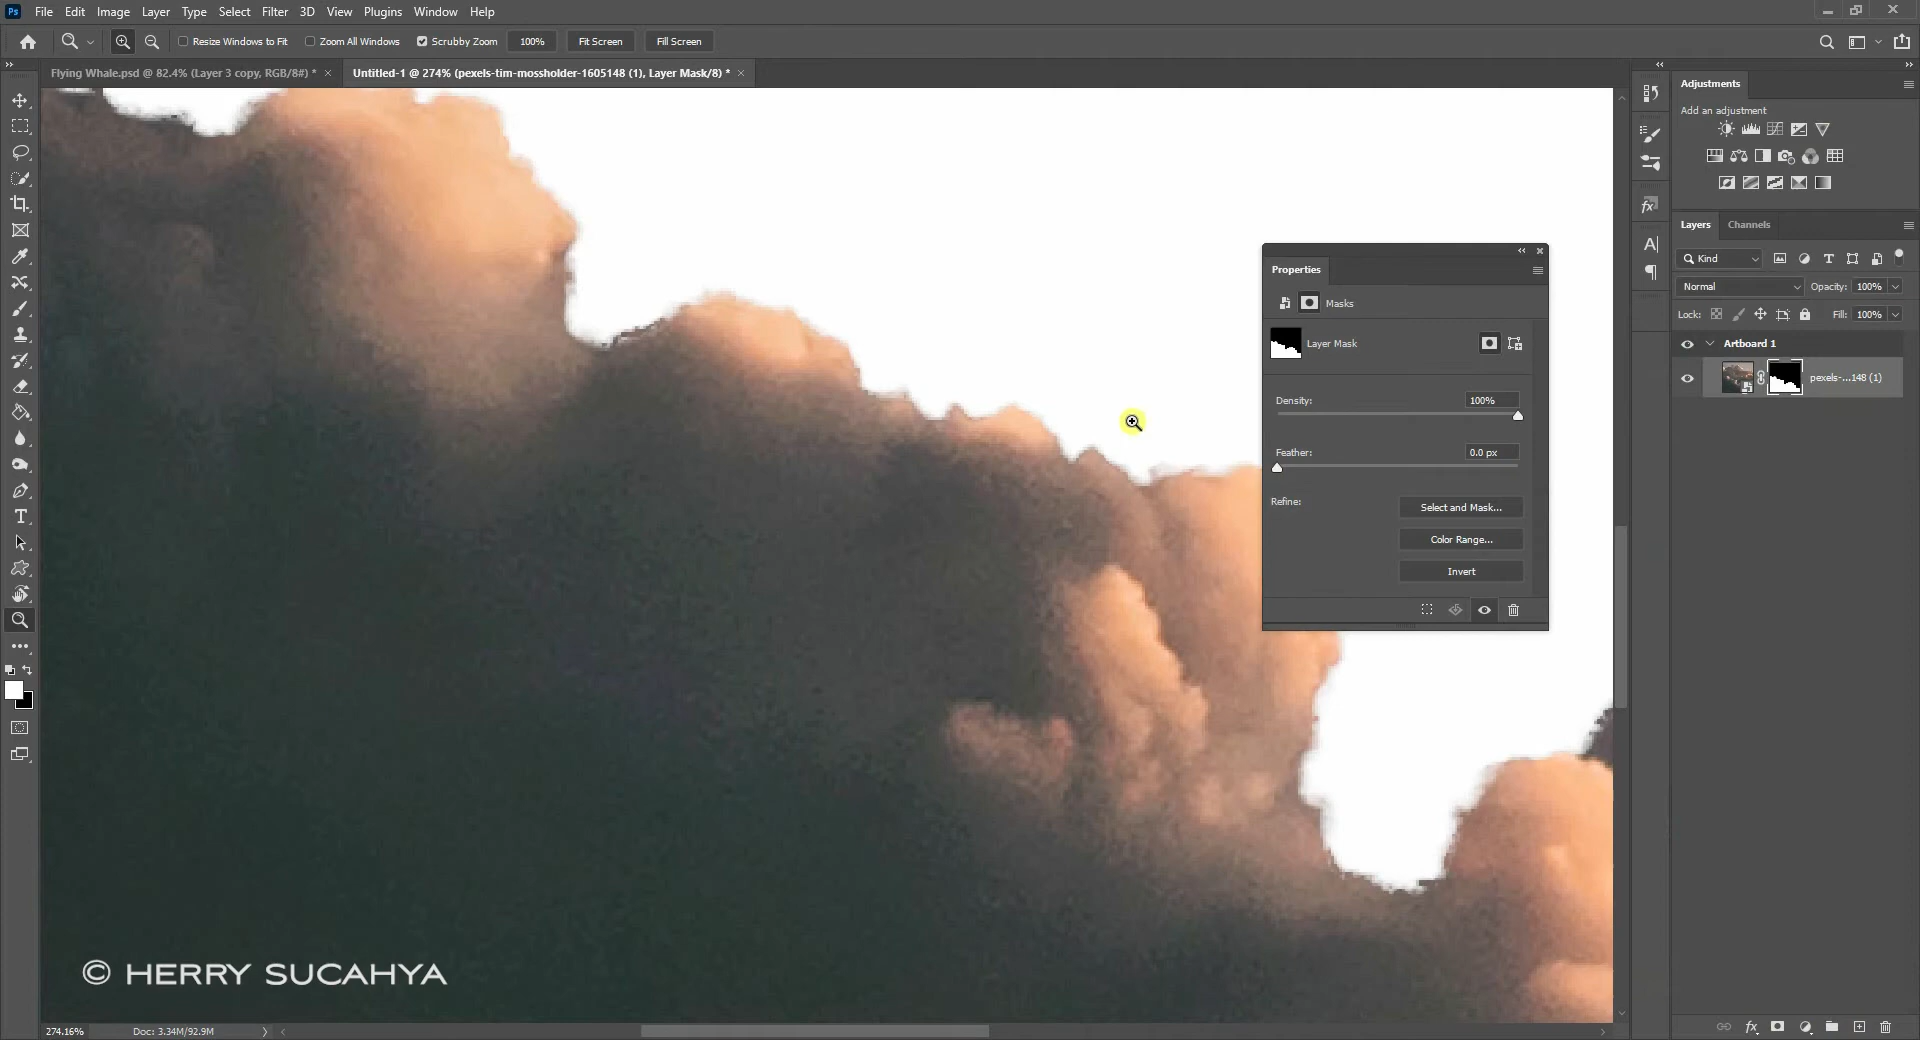 Ps File Edit Image Layer Type Select Filter 3D View Plugins Window Help
Resize Windows to Fit Zoom All Windows Scrubby Zoom 100% Fit Screen Fill Screen
Flying Whale.psd @ 82.4% (Layer 3 copy, RGB/8#) * × Untitled-1 @ 274% (pexels-tim-mossholder-1605148 (1), Layer Mask/8) * ×
Adjustments
Add an adjustment
Layers Channels
Kind
Normal Opacity: 100%
Lock: Fill: 100%
Artboard 1
pexels-...148 (1)
Properties
Masks
Layer Mask
Density: 100%
Feather: 0.0 px
Refine: Select and Mask...
Color Range...
Invert
© HERRY SUCAHYA
274.16% Doc: 3.34M/92.9M